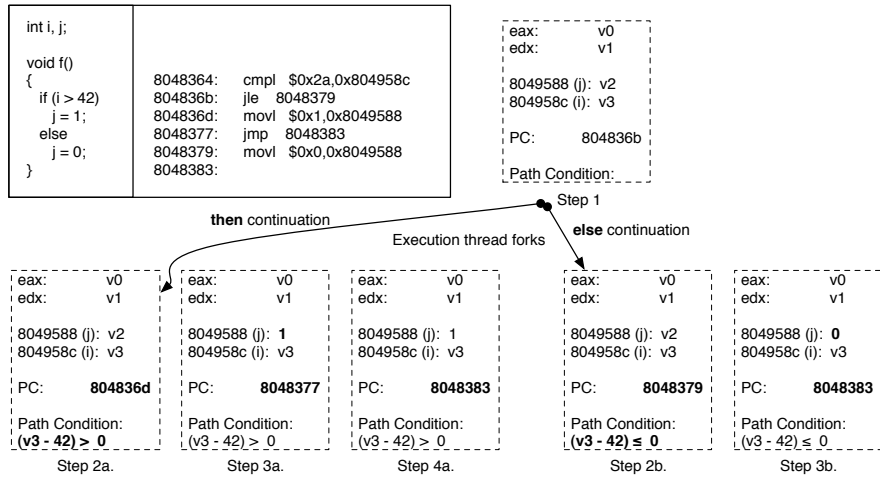 int i, j;
void f()
{
if (i > 42)
j = 1;
else
j = 0;
}
8048364: cmpl $0x2a,0x804958c
804836b: jle 8048379
804836d: movl $0x1,0x8049588
8048377: jmp 8048383
8048379: movl $0x0,0x8049588
8048383:
eax: v0
edx: v1
8049588 (j): v2
804958c (i): v3
PC: 804836b
Path Condition:
Step 1
then continuation
Execution thread forks
else continuation
eax: v0
edx: v1
8049588 (j): v2
804958c (i): v3
PC: 804836d
Path Condition:
(v3 - 42) > 0
Step 2a.
eax: v0
edx: v1
8049588 (j): 1
804958c (i): v3
PC: 8048377
Path Condition:
(v3 - 42) > 0
Step 3a.
eax: v0
edx: v1
8049588 (j): 1
804958c (i): v3
PC: 8048383
Path Condition:
(v3 - 42) > 0
Step 4a.
eax: v0
edx: v1
8049588 (j): v2
804958c (i): v3
PC: 8048379
Path Condition:
(v3 - 42) ≤ 0
Step 2b.
eax: v0
edx: v1
8049588 (j): 0
804958c (i): v3
PC: 8048383
Path Condition:
(v3 - 42) ≤ 0
Step 3b.